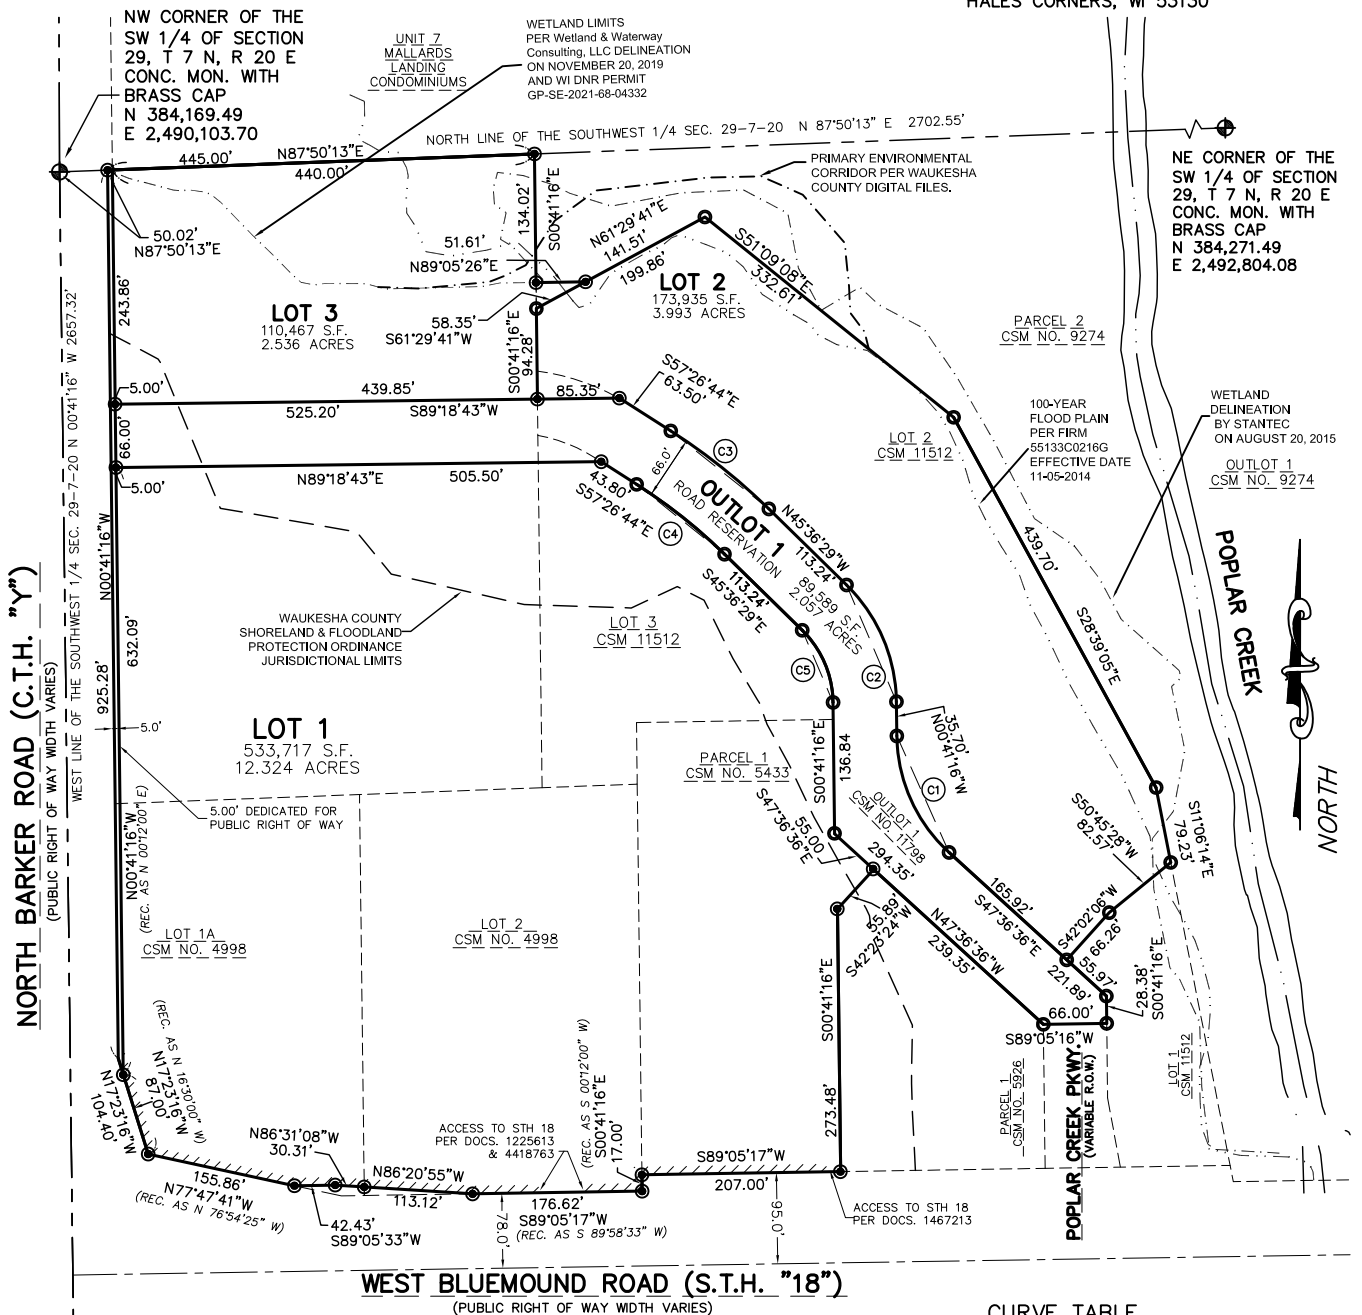 HALES CORNERS, WI 53130
NW CORNER OF THE
SW 1/4 OF SECTION
29, T 7 N, R 20 E
CONC. MON. WITH
BRASS CAP
N 384,169.49
E 2,490,103.70
UNIT 7
MALLARDS
LANDING
CONDOMINIUMS
WETLAND LIMITS
PER Wetland & Waterway
Consulting, LLC DELINEATION
ON NOVEMBER 20, 2019
AND WI DNR PERMIT
GP-SE-2021-68-04332
NORTH LINE OF THE SOUTHWEST 1/4 SEC. 29-7-20 N 87°50'13" E 2702.55'
NE CORNER OF THE
SW 1/4 OF SECTION
29, T 7 N, R 20 E
CONC. MON. WITH
BRASS CAP
N 384,271.49
E 2,492,804.08
PRIMARY ENVIRONMENTAL
CORRIDOR PER WAUKESHA
COUNTY DIGITAL FILES.
445.00'
N87°50'13"E
440.00'
50.02'
N87°50'13"E
134.02'
S00°41'16"E
51.61'
N89°05'26"E
N61°29'41"E
141.51'
199.86'
S51°09'08"E
332.61'
LOT 2
173,935 S.F.
3.993 ACRES
LOT 3
110,467 S.F.
2.536 ACRES
58.35'
S61°29'41"W
S00°41'16"E
94.28'
243.86'
PARCEL 2
CSM NO. 9274
5.00'
439.85'
85.35'
525.20'
S89°18'43"W
S57°26'44"E
63.50'
66.00'
5.00'
N89°18'43"E
505.50'
43.80'
S57°26'44"E
C3
66.0'
C4
OUTLOT 1
ROAD RESERVATION
89,589 S.F.
2.057 ACRES
N45°36'29"W
113.24'
113.24'
S45°36'29"E
LOT 2
CSM 11512
100-YEAR
FLOOD PLAIN
PER FIRM
55133C0216G
EFFECTIVE DATE
11-05-2014
WETLAND
DELINEATION
BY STANTEC
ON AUGUST 20, 2015
OUTLOT 1
CSM NO. 9274
POPLAR CREEK
439.70'
S28°39'05"E
NORTH
WAUKESHA COUNTY
SHORELAND & FLOODLAND
PROTECTION ORDINANCE
JURISDICTIONAL LIMITS
LOT 3
CSM 11512
C5
C2
35.70'
N00°41'16"W
C1
NORTH BARKER ROAD (C.T.H. "Y")
(PUBLIC RIGHT OF WAY WIDTH VARIES)
WEST LINE OF THE SOUTHWEST 1/4 SEC. 29-7-20 N 00°41'16" W 2657.32'
N00°41'16"W
925.28'
632.09'
5.0'
LOT 1
533,717 S.F.
12.324 ACRES
5.00' DEDICATED FOR
PUBLIC RIGHT OF WAY
N00°41'16"W
(REC. AS N 00°12'00" E)
PARCEL 1
CSM NO. 5433
S00°41'16"E
136.84
OUTLOT 1
CSM NO. 11798
S47°36'36"E
55.00
294.35'
55.89'
S42°23'24"W
N47°36'36"W
239.35'
165.92'
S47°36'36"E
S50°45'28"W
82.57'
S11°06'14"E
79.23'
S42°02'06"W
66.26'
55.97'
221.89'
28.38'
S00°41'16"E
66.00'
S89°05'16"W
LOT 1A
CSM NO. 4998
LOT 2
CSM NO. 4998
S00°41'16"E
273.48'
PARCEL 1
CSM NO. 5926
POPLAR CREEK PKWY.
(VARIABLE R.O.W.)
LOT 1
CSM 11512
(REC. AS N 16°30'00" W)
N17°23'16"W
87.00'
N17°23'16"W
104.40'
155.86'
N77°47'41"W
(REC. AS N 76°54'25" W)
N86°31'08"W
30.31'
42.43'
S89°05'33"W
N86°20'55"W
113.12'
ACCESS TO STH 18
PER DOCS. 1225613
& 4418763
(REC. AS S 00°12'00" W)
S00°41'16"E
17.00'
176.62'
S89°05'17"W
(REC. AS S 89°58'33" W)
78.0'
S89°05'17"W
207.00'
95.0'
ACCESS TO STH 18
PER DOCS. 1467213
WEST BLUEMOUND ROAD (S.T.H. "18")
(PUBLIC RIGHT OF WAY WIDTH VARIES)
CURVE TABLE